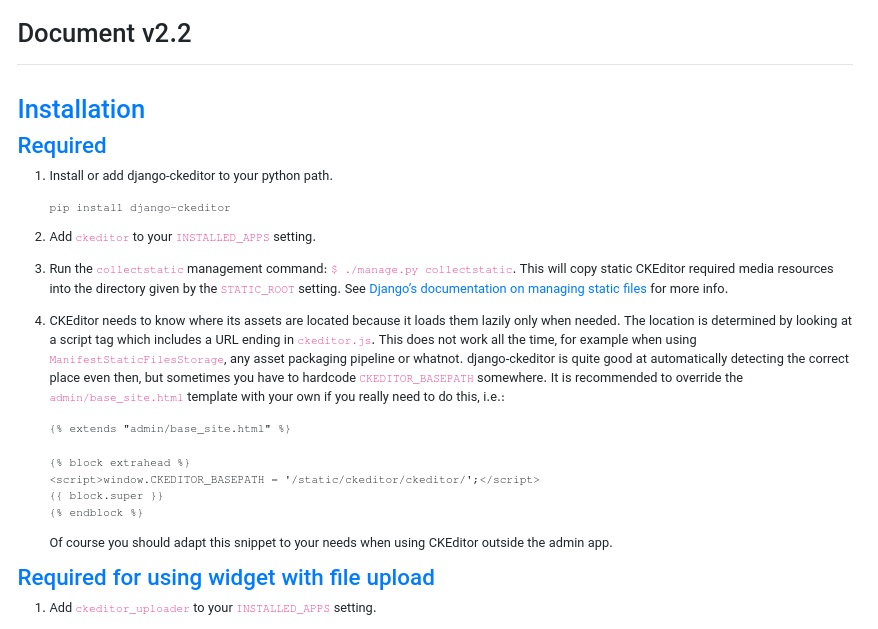 Document v2.2
Installation
Required
1. Install or add django-ckeditor to your python path.
pip install django-ckeditor
2. Add ckeditor to your INSTALLED_APPS setting.
3. Run the collectstatic management command: $ ./manage.py collectstatic. This will copy static CKEditor required media resources
into the directory given by the STATIC_ROOT setting. See Django’s documentation on managing static files for more info.
4. CKEditor needs to know where its assets are located because it loads them lazily only when needed. The location is determined by looking at
a script tag which includes a URL ending in ckeditor.js. This does not work all the time, for example when using
ManifestStaticFilesStorage, any asset packaging pipeline or whatnot. django-ckeditor is quite good at automatically detecting the correct
place even then, but sometimes you have to hardcode CKEDITOR_BASEPATH somewhere. It is recommended to override the
admin/base_site.html template with your own if you really need to do this, i.e.:
{% extends "admin/base_site.html" %}
{% block extrahead %}
<script>window.CKEDITOR_BASEPATH = '/static/ckeditor/ckeditor/';</script>
{{ block.super }}
{% endblock %}
Of course you should adapt this snippet to your needs when using CKEditor outside the admin app.
Required for using widget with file upload
1. Add ckeditor_uploader to your INSTALLED_APPS setting.